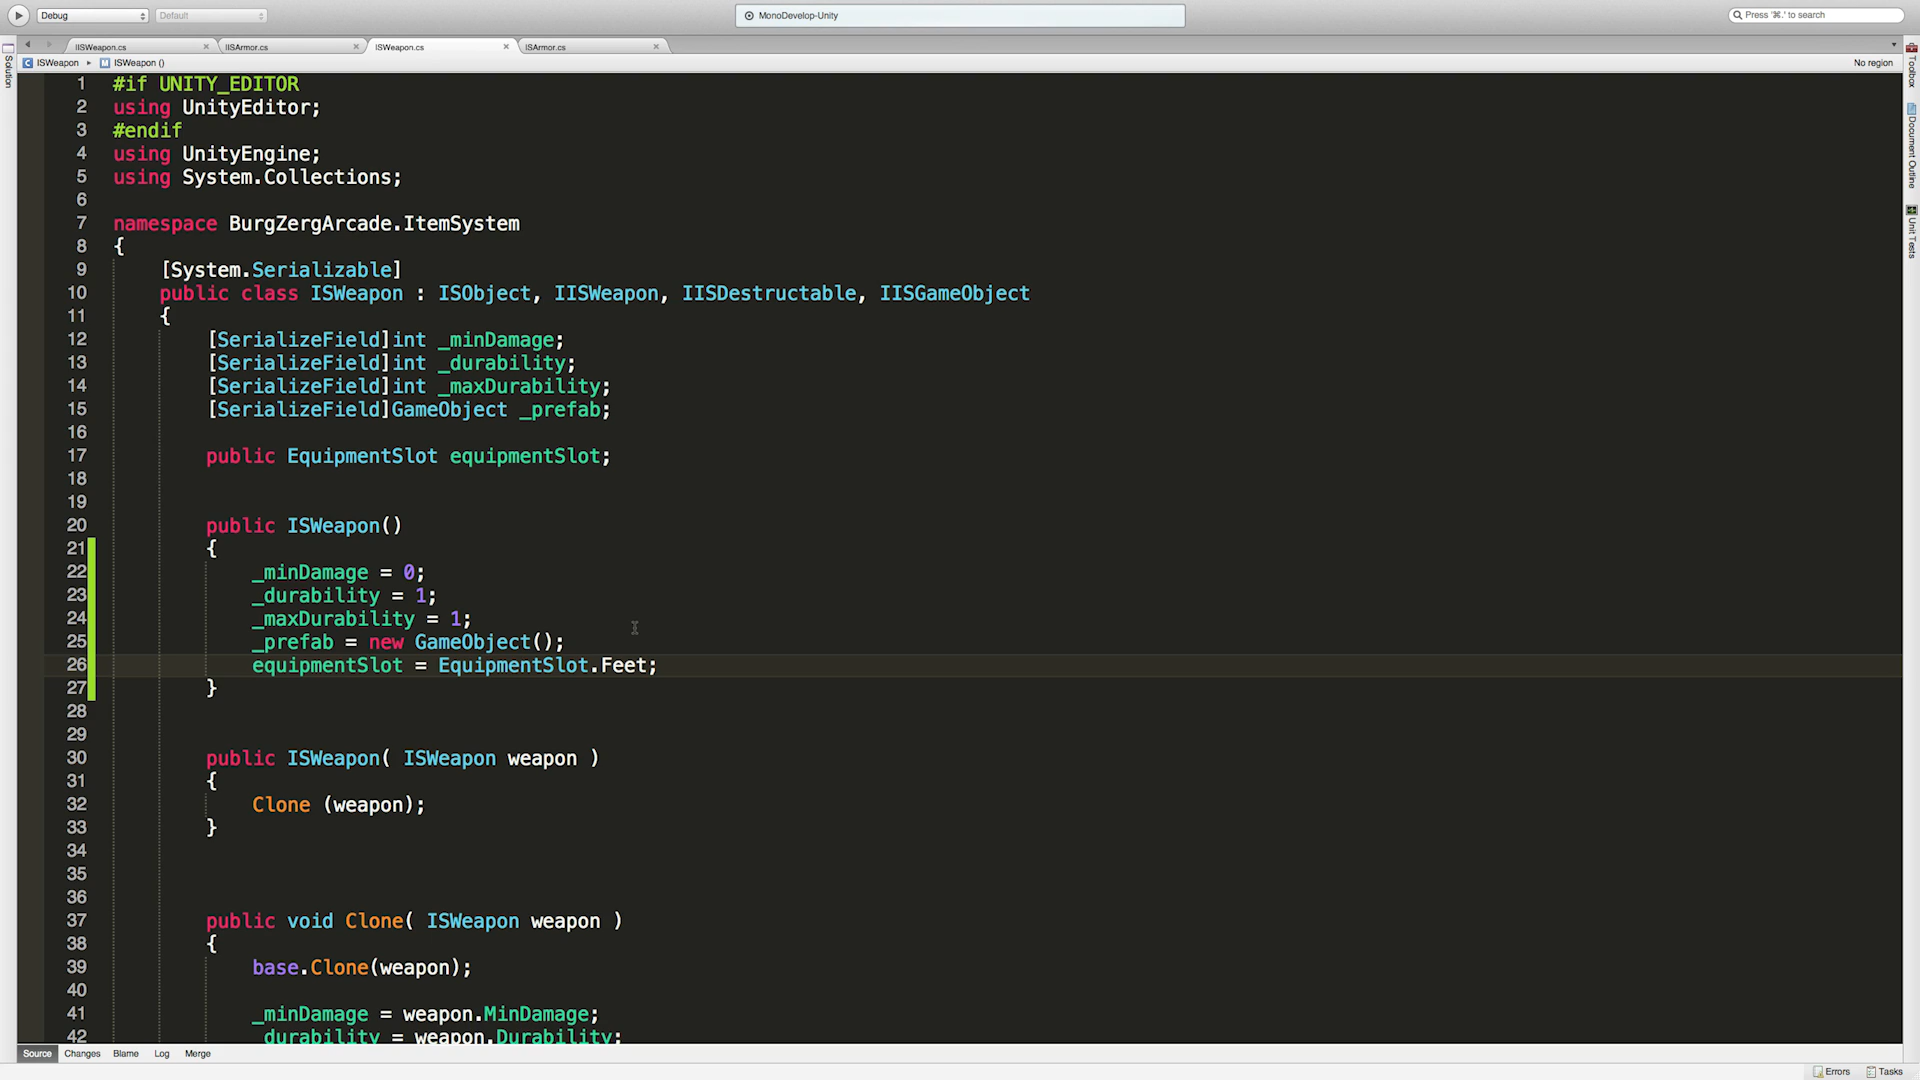 Debug
Default
MonoDevelop-Unity
Press '⌘.' to search
IISWeapon.cs
IISArmor.cs
ISWeapon.cs
ISArmor.cs
ISWeapon
ISWeapon ()
No region
Solution
Toolbox
Document Outline
Unit Tests
1 #if UNITY_EDITOR
2 using UnityEditor;
3 #endif
4 using UnityEngine;
5 using System.Collections;
6
7 namespace BurgZergArcade.ItemSystem
8 {
9 [System.Serializable]
10 public class ISWeapon : ISObject, IISWeapon, IISDestructable, IISGameObject
11 {
12 [SerializeField]int _minDamage;
13 [SerializeField]int _durability;
14 [SerializeField]int _maxDurability;
15 [SerializeField]GameObject _prefab;
16
17 public EquipmentSlot equipmentSlot;
18
19
20 public ISWeapon()
21 {
22 _minDamage = 0;
23 _durability = 1;
24 _maxDurability = 1;
25 _prefab = new GameObject();
26 equipmentSlot = EquipmentSlot.Feet;
27 }
28
29
30 public ISWeapon( ISWeapon weapon )
31 {
32 Clone (weapon);
33 }
34
35
36
37 public void Clone( ISWeapon weapon )
38 {
39 base.Clone(weapon);
40
41 _minDamage = weapon.MinDamage;
42 _durability = weapon.Durability;
Source
Changes
Blame
Log
Merge
Errors
Tasks